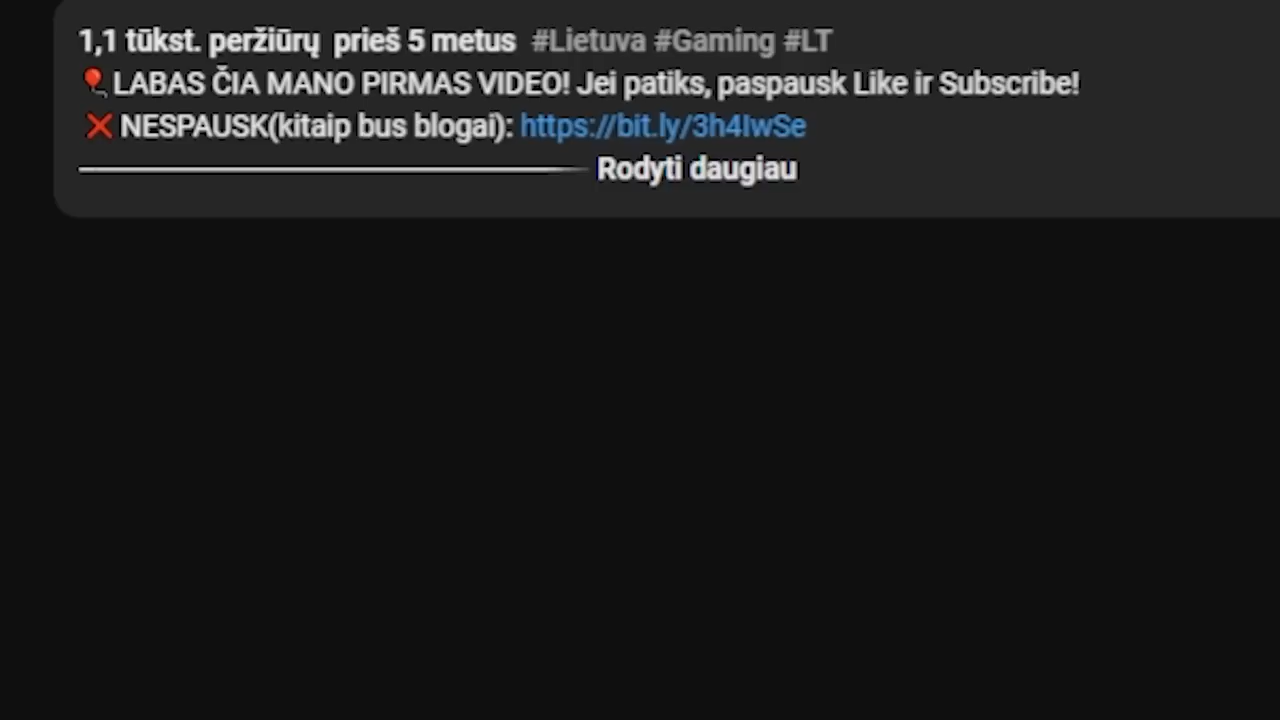 1,1 tūkst. peržiūrų prieš 5 metus #Lietuva #Gaming #LT
🎈LABAS ČIA MANO PIRMAS VIDEO! Jei patiks, paspausk Like ir Subscribe!
❌ NESPAUSK(kitaip bus blogai): https://bit.ly/3h4IwSe
Rodyti daugiau